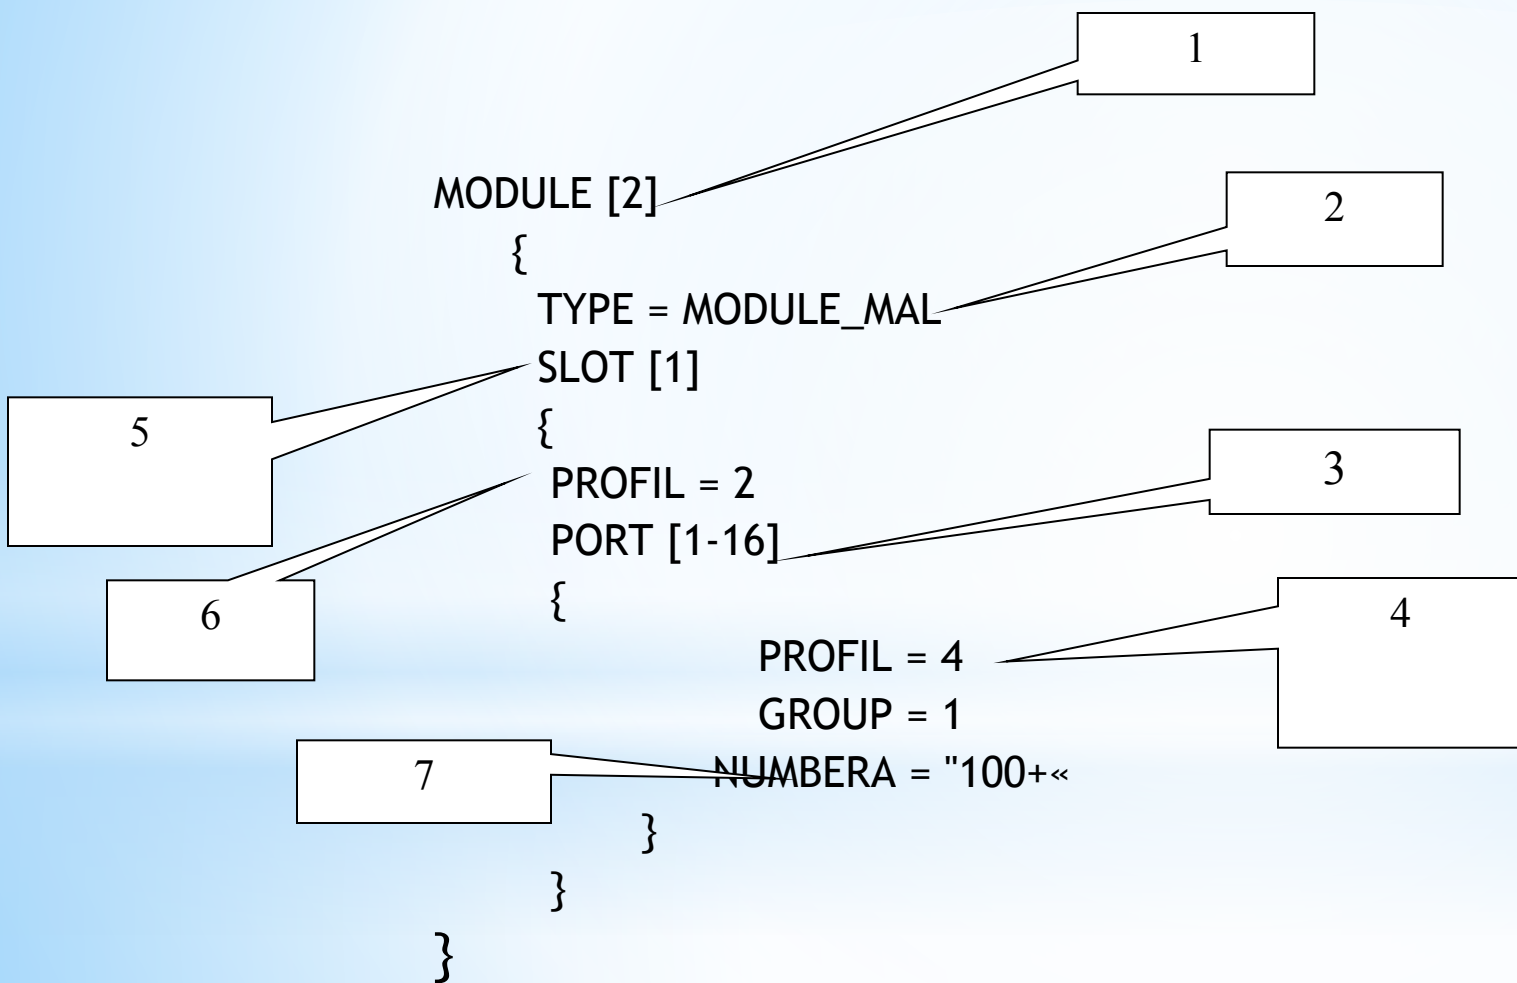 1
MODULE [2]
2
{
TYPE = MODULE_MAL
SLOT [1]
5
{
3
PROFIL = 2
PORT [1-16]
6
{
4
PROFIL = 4
GROUP = 1
7
NUMBERA = "100+«
}
}
}